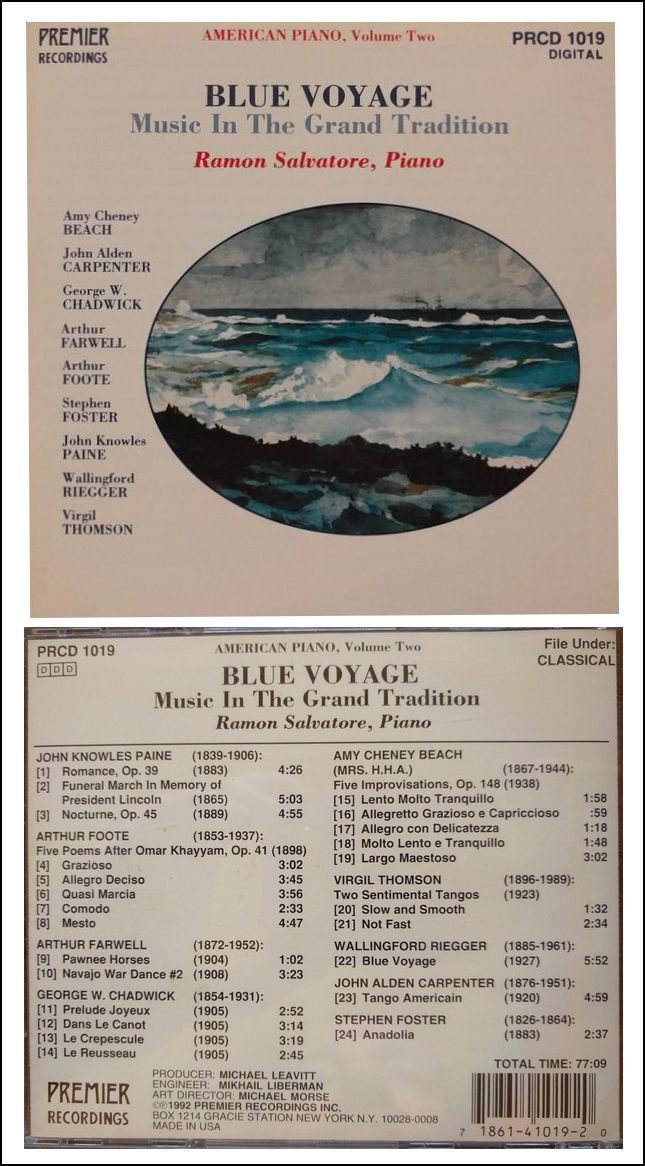 PREMIER
RECORDINGS
AMERICAN PIANO, Volume Two
PRCD 1019
DIGITAL
BLUE VOYAGE
Music In The Grand Tradition
Ramon Salvatore, Piano
Amy Cheney
BEACH
John Alden
CARPENTER
George W.
CHADWICK
Arthur
FARWELL
Arthur
FOOTE
Stephen
FOSTER
John Knowles
PAINE
Wallingford
RIEGGER
Virgil
THOMSON
PRCD 1019
DDD
AMERICAN PIANO, Volume Two
File Under:
CLASSICAL
BLUE VOYAGE
Music In The Grand Tradition
Ramon Salvatore, Piano
JOHN KNOWLES PAINE (1839-1906):
[1] Romance, Op. 39 (1883) 4:26
[2] Funeral March In Memory of
President Lincoln (1865) 5:03
[3] Nocturne, Op. 45 (1889) 4:55
ARTHUR FOOTE (1853-1937):
Five Poems After Omar Khayyam, Op. 41 (1898)
[4] Grazioso 3:02
[5] Allegro Deciso 3:45
[6] Quasi Marcia 3:56
[7] Comodo 2:33
[8] Mesto 4:47
ARTHUR FARWELL (1872-1952):
[9] Pawnee Horses (1904) 1:02
[10] Navajo War Dance #2 (1908) 3:23
GEORGE W. CHADWICK (1854-1931):
[11] Prelude Joyeux (1905) 2:52
[12] Dans Le Canot (1905) 3:14
[13] Le Crepescule (1905) 3:19
[14] Le Reusseau (1905) 2:45
AMY CHENEY BEACH
(MRS. H.H.A.) (1867-1944):
Five Improvisations, Op. 148 (1938)
[15] Lento Molto Tranquillo 1:58
[16] Allegretto Grazioso e Capriccioso :59
[17] Allegro con Delicatezza 1:18
[18] Molto Lento e Tranquillo 1:48
[19] Largo Maestoso 3:02
VIRGIL THOMSON (1896-1989):
Two Sentimental Tangos (1923)
[20] Slow and Smooth 1:32
[21] Not Fast 2:34
WALLINGFORD RIEGGER (1885-1961):
[22] Blue Voyage (1927) 5:52
JOHN ALDEN CARPENTER (1876-1951):
[23] Tango Americain (1920) 4:59
STEPHEN FOSTER (1826-1864):
[24] Anadolia (1883) 2:37
TOTAL TIME: 77:09
PREMIER
RECORDINGS
PRODUCER: MICHAEL LEAVITT
ENGINEER: MIKHAIL LIBERMAN
ART DIRECTOR: MICHAEL MORSE
©℗1992 PREMIER RECORDINGS INC.
BOX 1214 GRACIE STATION NEW YORK N.Y. 10028-0008
MADE IN USA
7 1861-41019-2 0